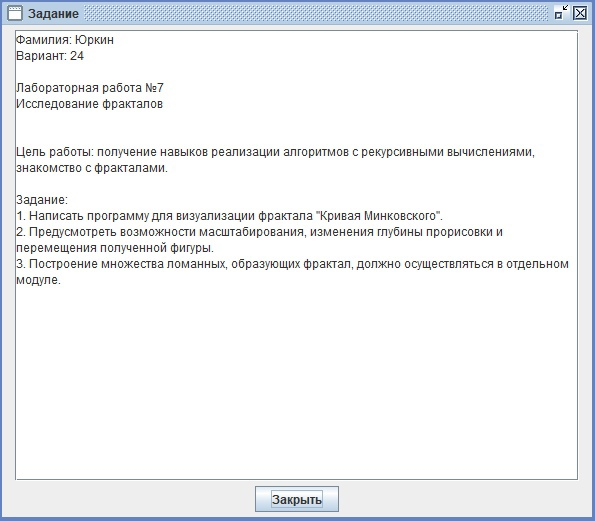 Задание
Фамилия: Юркин
Вариант: 24
Лабораторная работа №7
Исследование фракталов
Цель работы: получение навыков реализации алгоритмов с рекурсивными вычислениями,
знакомство с фракталами.
Задание:
1. Написать программу для визуализации фрактала "Кривая Минковского".
2. Предусмотреть возможности масштабирования, изменения глубины прорисовки и
перемещения полученной фигуры.
3. Построение множества ломанных, образующих фрактал, должно осуществляться в отдельном
модуле.
Закрыть